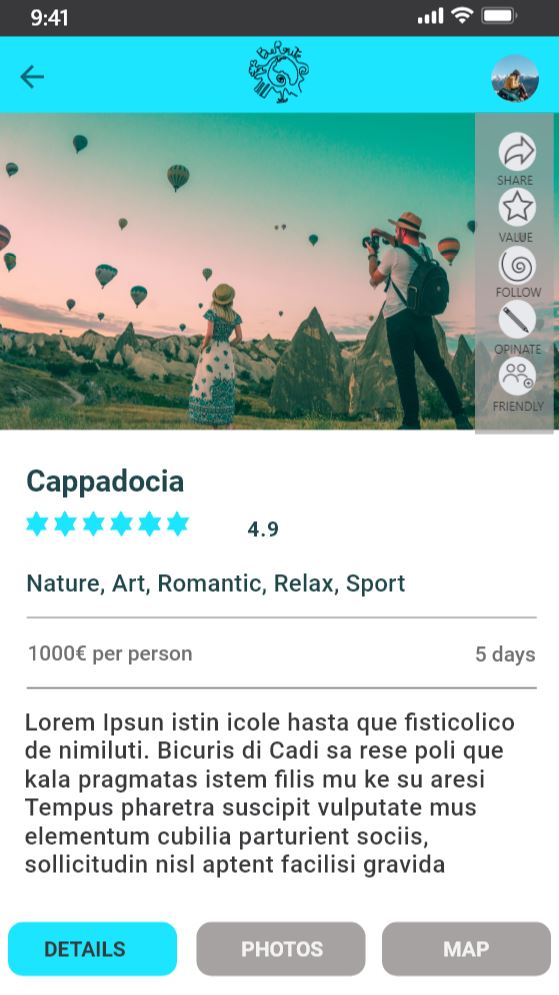 9:41
BeRoute
SHARE
VALUE
FOLLOW
OPINATE
FRIENDLY
Cappadocia
4.9
Nature, Art, Romantic, Relax, Sport
1000€ per person
5 days
Lorem Ipsun istin icole hasta que fisticolico
de nimiluti. Bicuris di Cadi sa rese poli que
kala pragmatas istem filis mu ke su aresi
Tempus pharetra suscipit vulputate mus
elementum cubilia parturient sociis,
sollicitudin nisl aptent facilisi gravida
DETAILS
PHOTOS
MAP